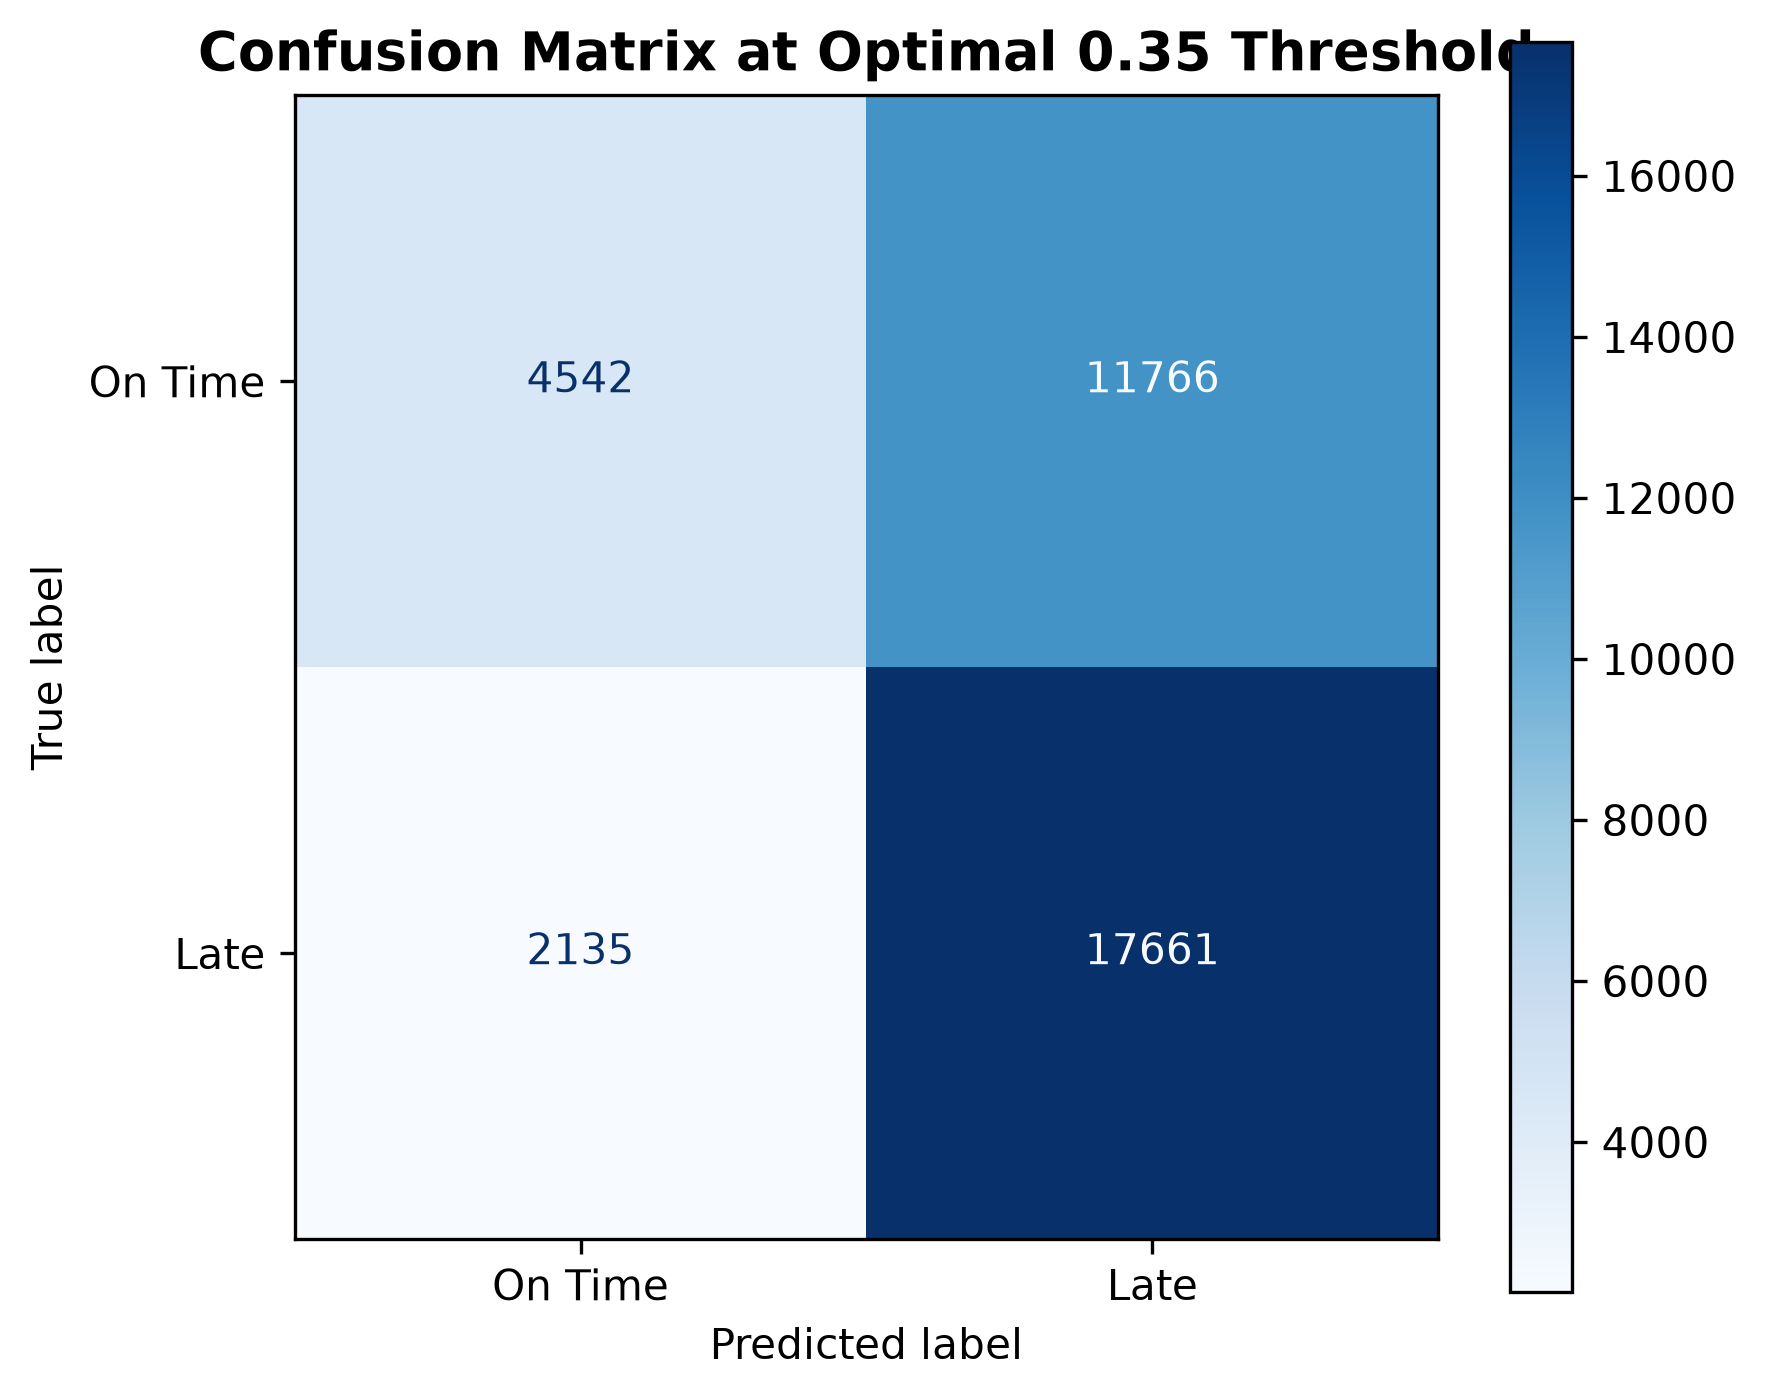 Confusion Matrix at Optimal 0.35 Threshold
On Time
4542
11766
Late
2135
17661
On Time
Late
Predicted label
True label
16000
14000
12000
10000
8000
6000
4000